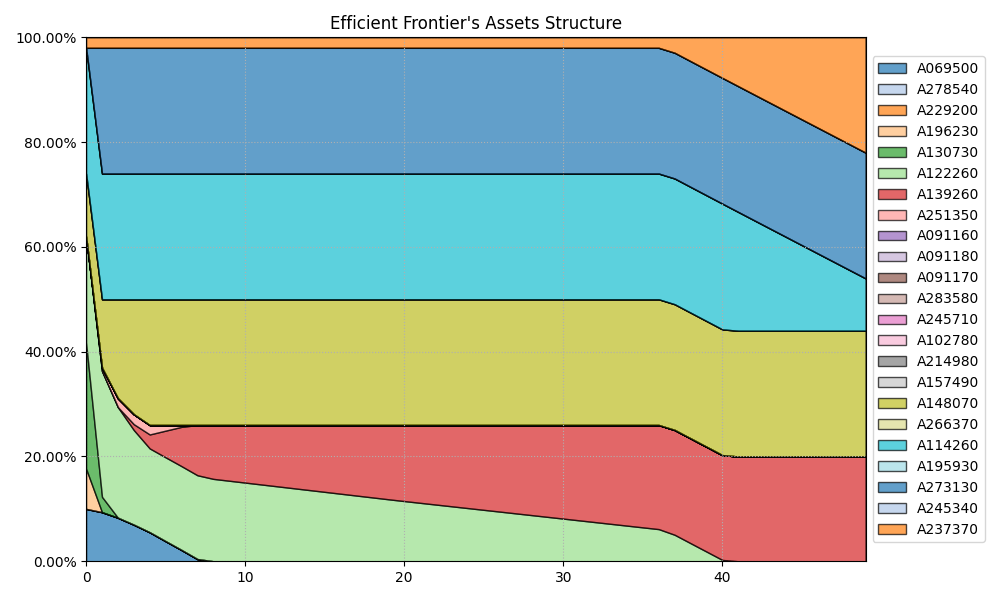 Efficient Frontier's Assets Structure
100.00%
80.00%
60.00%
40.00%
20.00%
0.00%
0
10
20
30
40
A069500
A278540
A229200
A196230
A130730
A122260
A139260
A251350
A091160
A091180
A091170
A283580
A245710
A102780
A214980
A157490
A148070
A266370
A114260
A195930
A273130
A245340
A237370